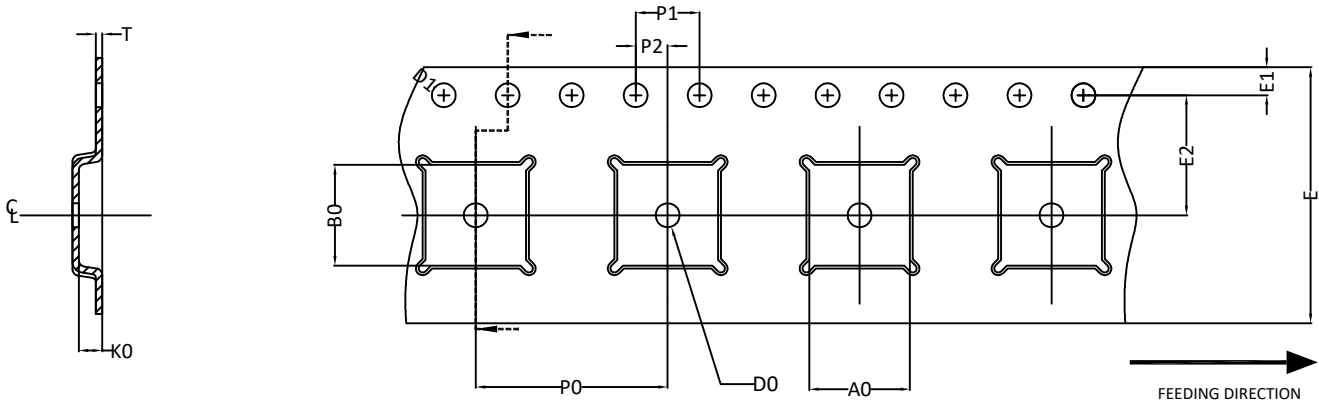 T
P1
P2
D1
E1
E2
E
B0
℄
K0
P0
D0
A0
FEEDING DIRECTION